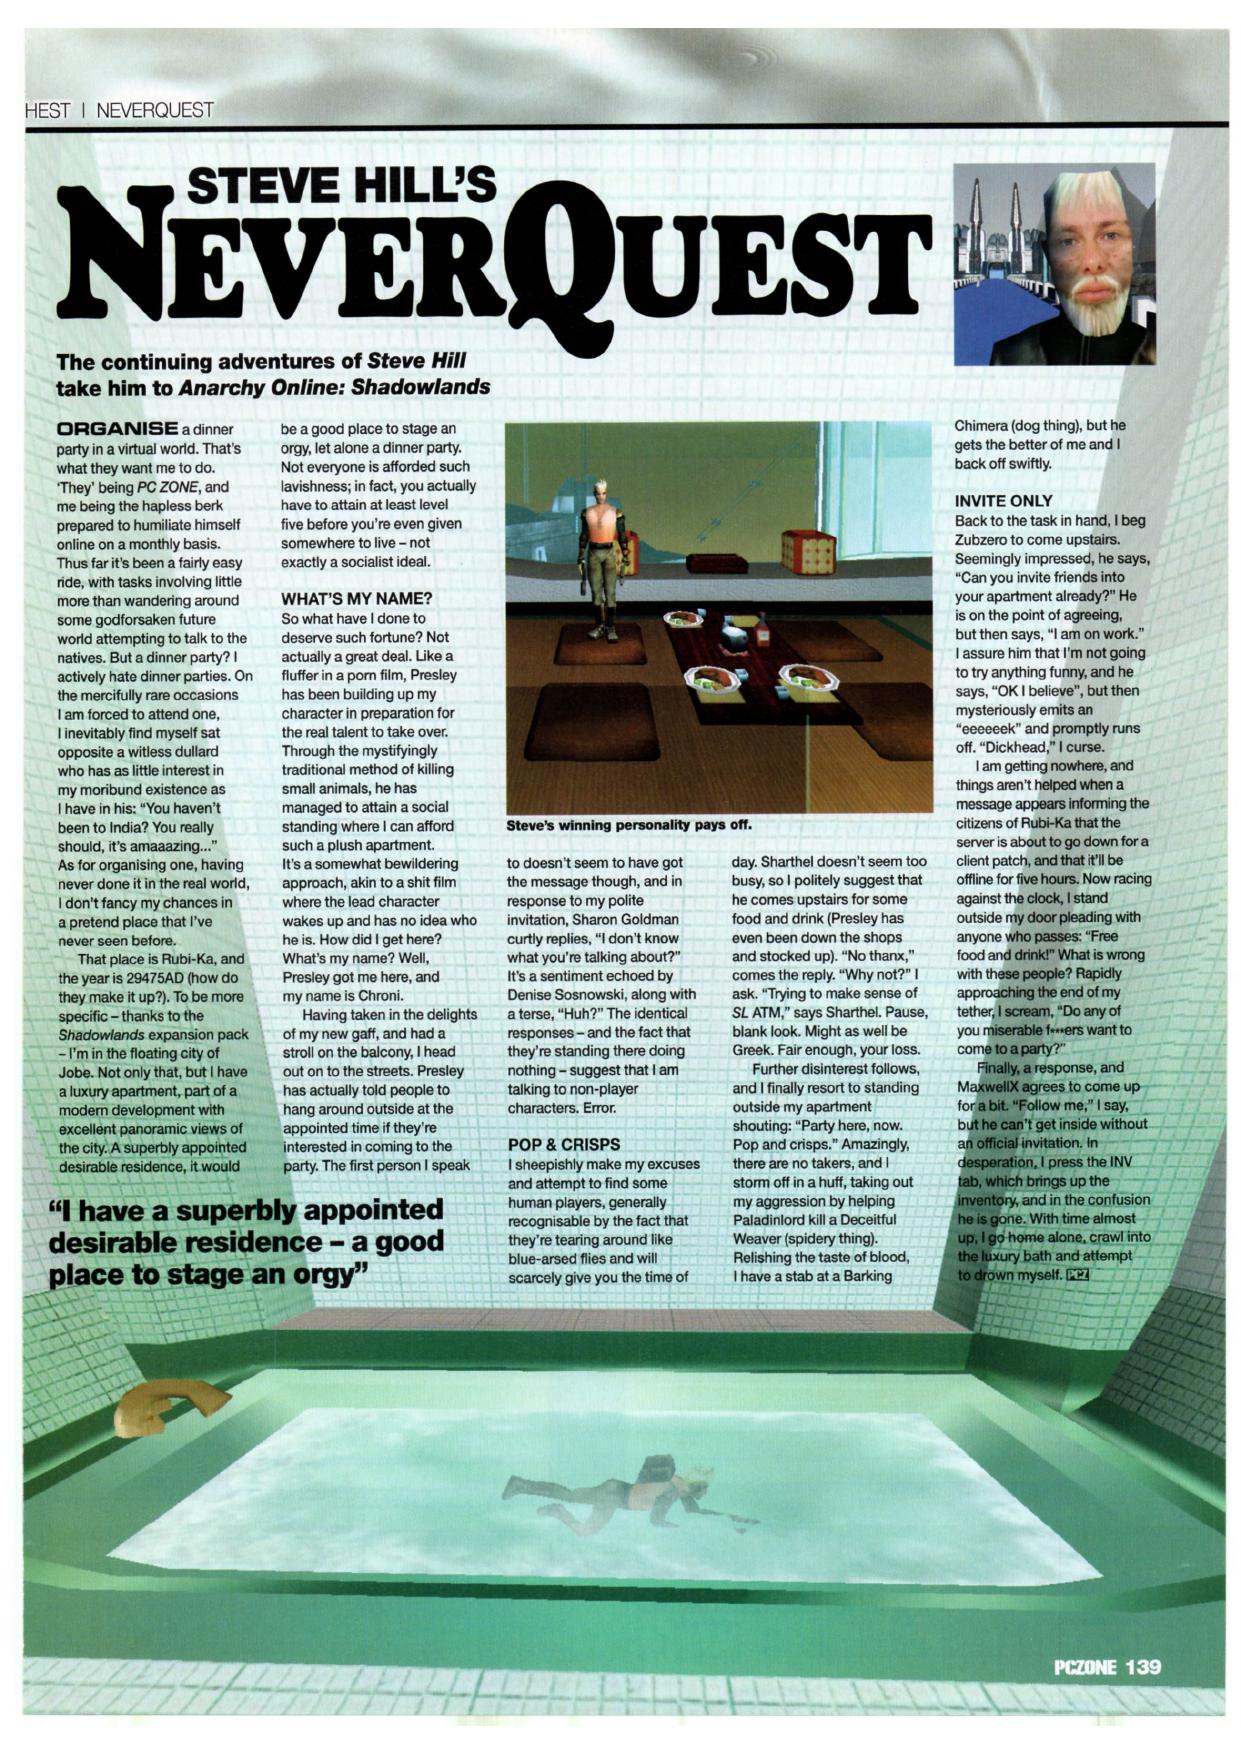 HEST | NEVERQUEST
STEVE HILL'S
NEVERQUEST
The continuing adventures of Steve Hill
take him to Anarchy Online: Shadowlands
ORGANISE a dinner
party in a virtual world. That's
what they want me to do.
'They' being PC ZONE, and
me being the hapless berk
prepared to humiliate himself
online on a monthly basis.
Thus far it's been a fairly easy
ride, with tasks involving little
more than wandering around
some godforsaken future
world attempting to talk to the
natives. But a dinner party? I
actively hate dinner parties. On
the mercifully rare occasions
I am forced to attend one,
I inevitably find myself sat
opposite a witless dullard
who has as little interest in
my moribund existence as
I have in his: "You haven't
been to India? You really
should, it's amaaazing..."
As for organising one, having
never done it in the real world,
I don't fancy my chances in
a pretend place that I've
never seen before.
That place is Rubi-Ka, and
the year is 29475AD (how do
they make it up?). To be more
specific – thanks to the
Shadowlands expansion pack
– I'm in the floating city of
Jobe. Not only that, but I have
a luxury apartment, part of a
modern development with
excellent panoramic views of
the city. A superbly appointed
desirable residence, it would
be a good place to stage an
orgy, let alone a dinner party.
Not everyone is afforded such
lavishness; in fact, you actually
have to attain at least level
five before you're even given
somewhere to live – not
exactly a socialist ideal.
WHAT'S MY NAME?
So what have I done to
deserve such fortune? Not
actually a great deal. Like a
fluffer in a porn film, Presley
has been building up my
character in preparation for
the real talent to take over.
Through the mystifyingly
traditional method of killing
small animals, he has
managed to attain a social
standing where I can afford
such a plush apartment.
It's a somewhat bewildering
approach, akin to a shit film
where the lead character
wakes up and has no idea who
he is. How did I get here?
What's my name? Well,
Presley got me here, and
my name is Chroni.
Having taken in the delights
of my new gaff, and had a
stroll on the balcony, I head
out on to the streets. Presley
has actually told people to
hang around outside at the
appointed time if they're
interested in coming to the
party. The first person I speak
"I have a superbly appointed
desirable residence – a good
place to stage an orgy"
Steve's winning personality pays off.
to doesn't seem to have got
the message though, and in
response to my polite
invitation, Sharon Goldman
curtly replies, "I don't know
what you're talking about?"
It's a sentiment echoed by
Denise Sosnowski, along with
a terse, "Huh?" The identical
responses – and the fact that
they're standing there doing
nothing – suggest that I am
talking to non-player
characters. Error.
POP & CRISPS
I sheepishly make my excuses
and attempt to find some
human players, generally
recognisable by the fact that
they're tearing around like
blue-arsed flies and will
scarcely give you the time of
day. Sharthel doesn't seem too
busy, so I politely suggest that
he comes upstairs for some
food and drink (Presley has
even been down the shops
and stocked up). "No thanx,"
comes the reply. "Why not?" I
ask. "Trying to make sense of
SL ATM," says Sharthel. Pause,
blank look. Might as well be
Greek. Fair enough, your loss.
Further disinterest follows,
and I finally resort to standing
outside my apartment
shouting: "Party here, now.
Pop and crisps." Amazingly,
there are no takers, and I
storm off in a huff, taking out
my aggression by helping
Paladinlord kill a Deceitful
Weaver (spidery thing).
Relishing the taste of blood,
I have a stab at a Barking
Chimera (dog thing), but he
gets the better of me and I
back off swiftly.
INVITE ONLY
Back to the task in hand, I beg
Zubzero to come upstairs.
Seemingly impressed, he says,
"Can you invite friends into
your apartment already?" He
is on the point of agreeing,
but then says, "I am on work."
I assure him that I'm not going
to try anything funny, and he
says, "OK I believe", but then
mysteriously emits an
"eeeeeek" and promptly runs
off. "Dickhead," I curse.
I am getting nowhere, and
things aren't helped when a
message appears informing the
citizens of Rubi-Ka that the
server is about to go down for a
client patch, and that it'll be
offline for five hours. Now racing
against the clock, I stand
outside my door pleading with
anyone who passes: "Free
food and drink!" What is wrong
with these people? Rapidly
approaching the end of my
tether, I scream, "Do any of
you miserable f***ers want to
come to a party?"
Finally, a response, and
MaxwellX agrees to come up
for a bit. "Follow me," I say,
but he can't get inside without
an official invitation. In
desperation, I press the INV
tab, which brings up the
inventory, and in the confusion
he is gone. With time almost
up, I go home alone, crawl into
the luxury bath and attempt
to drown myself. PCZ
PCZONE 139